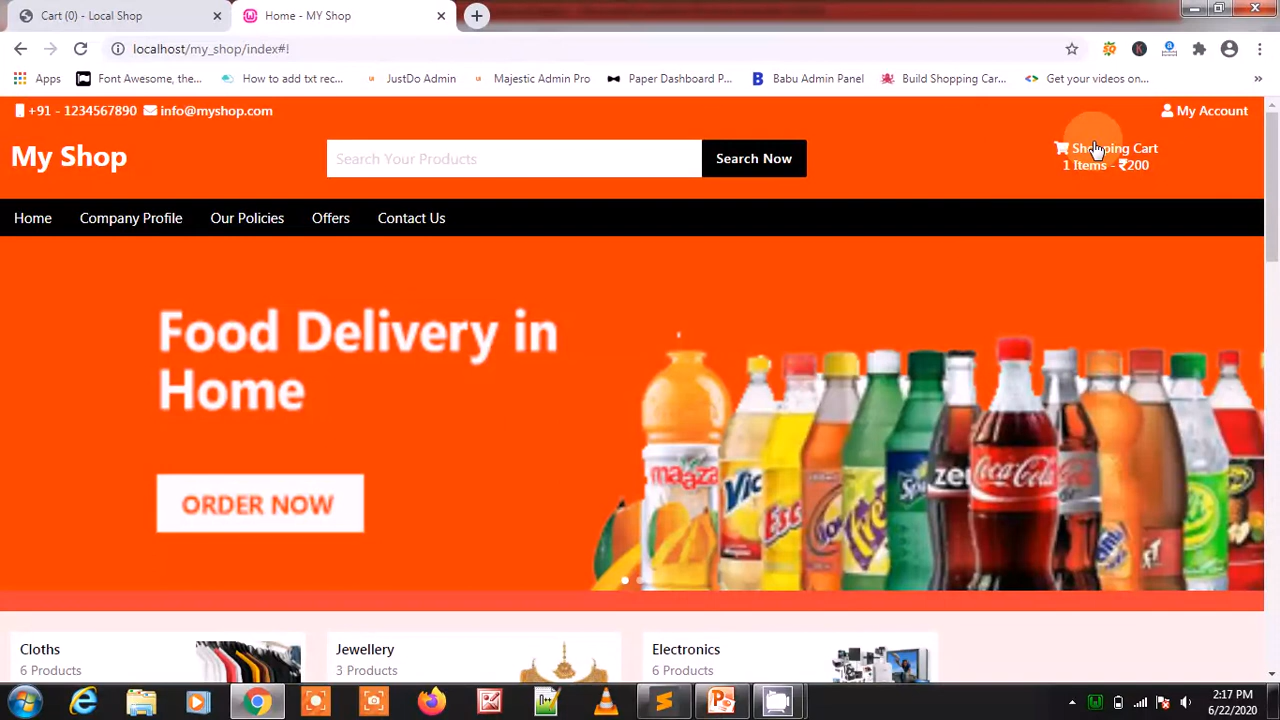 Cart (0) - Local Shop
Home - MY Shop
localhost/my_shop/index#!
Apps
Font Awesome, the...
How to add txt rec...
JustDo Admin
Majestic Admin Pro
Paper Dashboard P...
Babu Admin Panel
Build Shopping Car...
Get your videos on...
+91 - 1234567890
info@myshop.com
My Account
My Shop
Search Your Products
Search Now
Shopping Cart
1 Items - ₹200
Home
Company Profile
Our Policies
Offers
Contact Us
Food Delivery in
Home
ORDER NOW
maaza
zero
Coca-Cola
Cloths
6 Products
Jewellery
3 Products
Electronics
6 Products
2:17 PM
6/22/2020